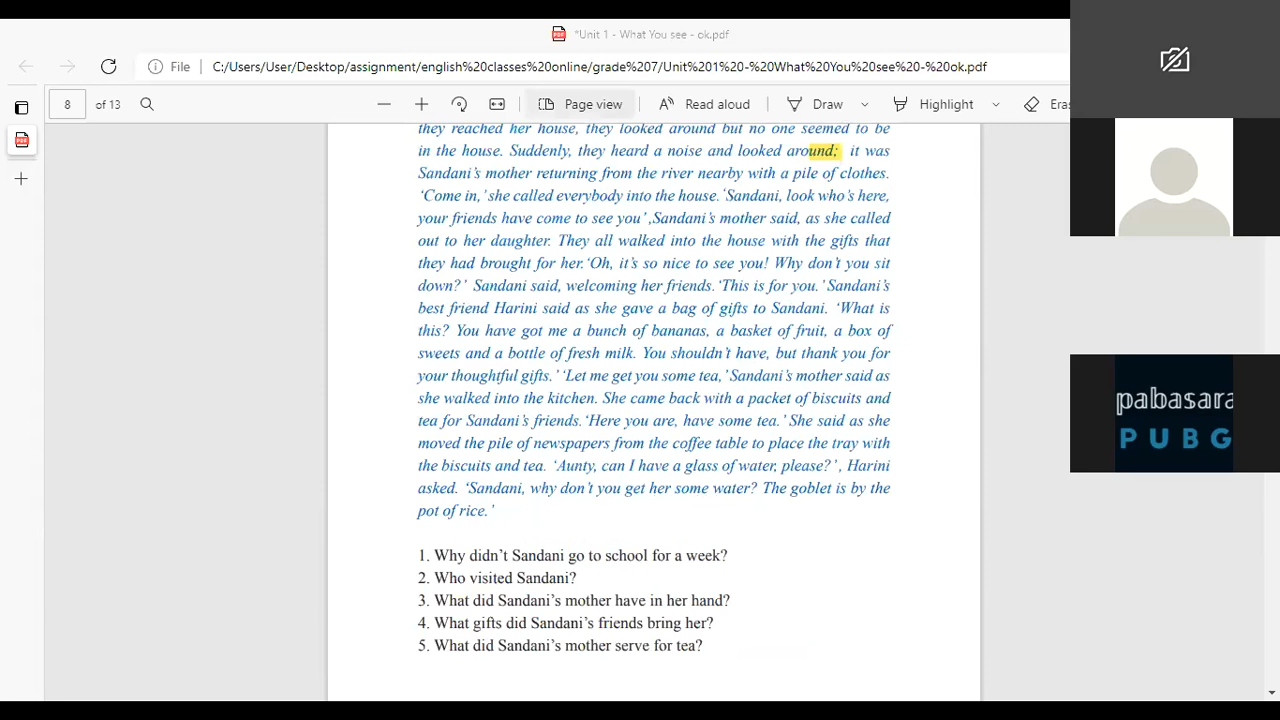 *Unit 1 - What You see - ok.pdf
File C:/Users/User/Desktop/assignment/english%20classes%20online/grade%207/Unit%201%20-%20What%20You%20see%20-%20ok.pdf
8 of 13 Page view Read aloud Draw Highlight Eras
they reached her house, they looked around but no one seemed to be
in the house. Suddenly, they heard a noise and looked around; it was
Sandani’s mother returning from the river nearby with a pile of clothes.
‘Come in,’ she called everybody into the house.‘Sandani, look who’s here,
your friends have come to see you’,Sandani’s mother said, as she called
out to her daughter. They all walked into the house with the gifts that
they had brought for her.‘Oh, it’s so nice to see you! Why don’t you sit
down?’ Sandani said, welcoming her friends.‘This is for you.’Sandani’s
best friend Harini said as she gave a bag of gifts to Sandani. ‘What is
this? You have got me a bunch of bananas, a basket of fruit, a box of
sweets and a bottle of fresh milk. You shouldn’t have, but thank you for
your thoughtful gifts.’ ‘Let me get you some tea,’Sandani’s mother said as
she walked into the kitchen. She came back with a packet of biscuits and
tea for Sandani’s friends.‘Here you are, have some tea.’ She said as she
moved the pile of newspapers from the coffee table to place the tray with
the biscuits and tea. ‘Aunty, can I have a glass of water, please?’, Harini
asked. ‘Sandani, why don’t you get her some water? The goblet is by the
pot of rice.’
1. Why didn’t Sandani go to school for a week?
2. Who visited Sandani?
3. What did Sandani’s mother have in her hand?
4. What gifts did Sandani’s friends bring her?
5. What did Sandani’s mother serve for tea?
pabasara
PUBG